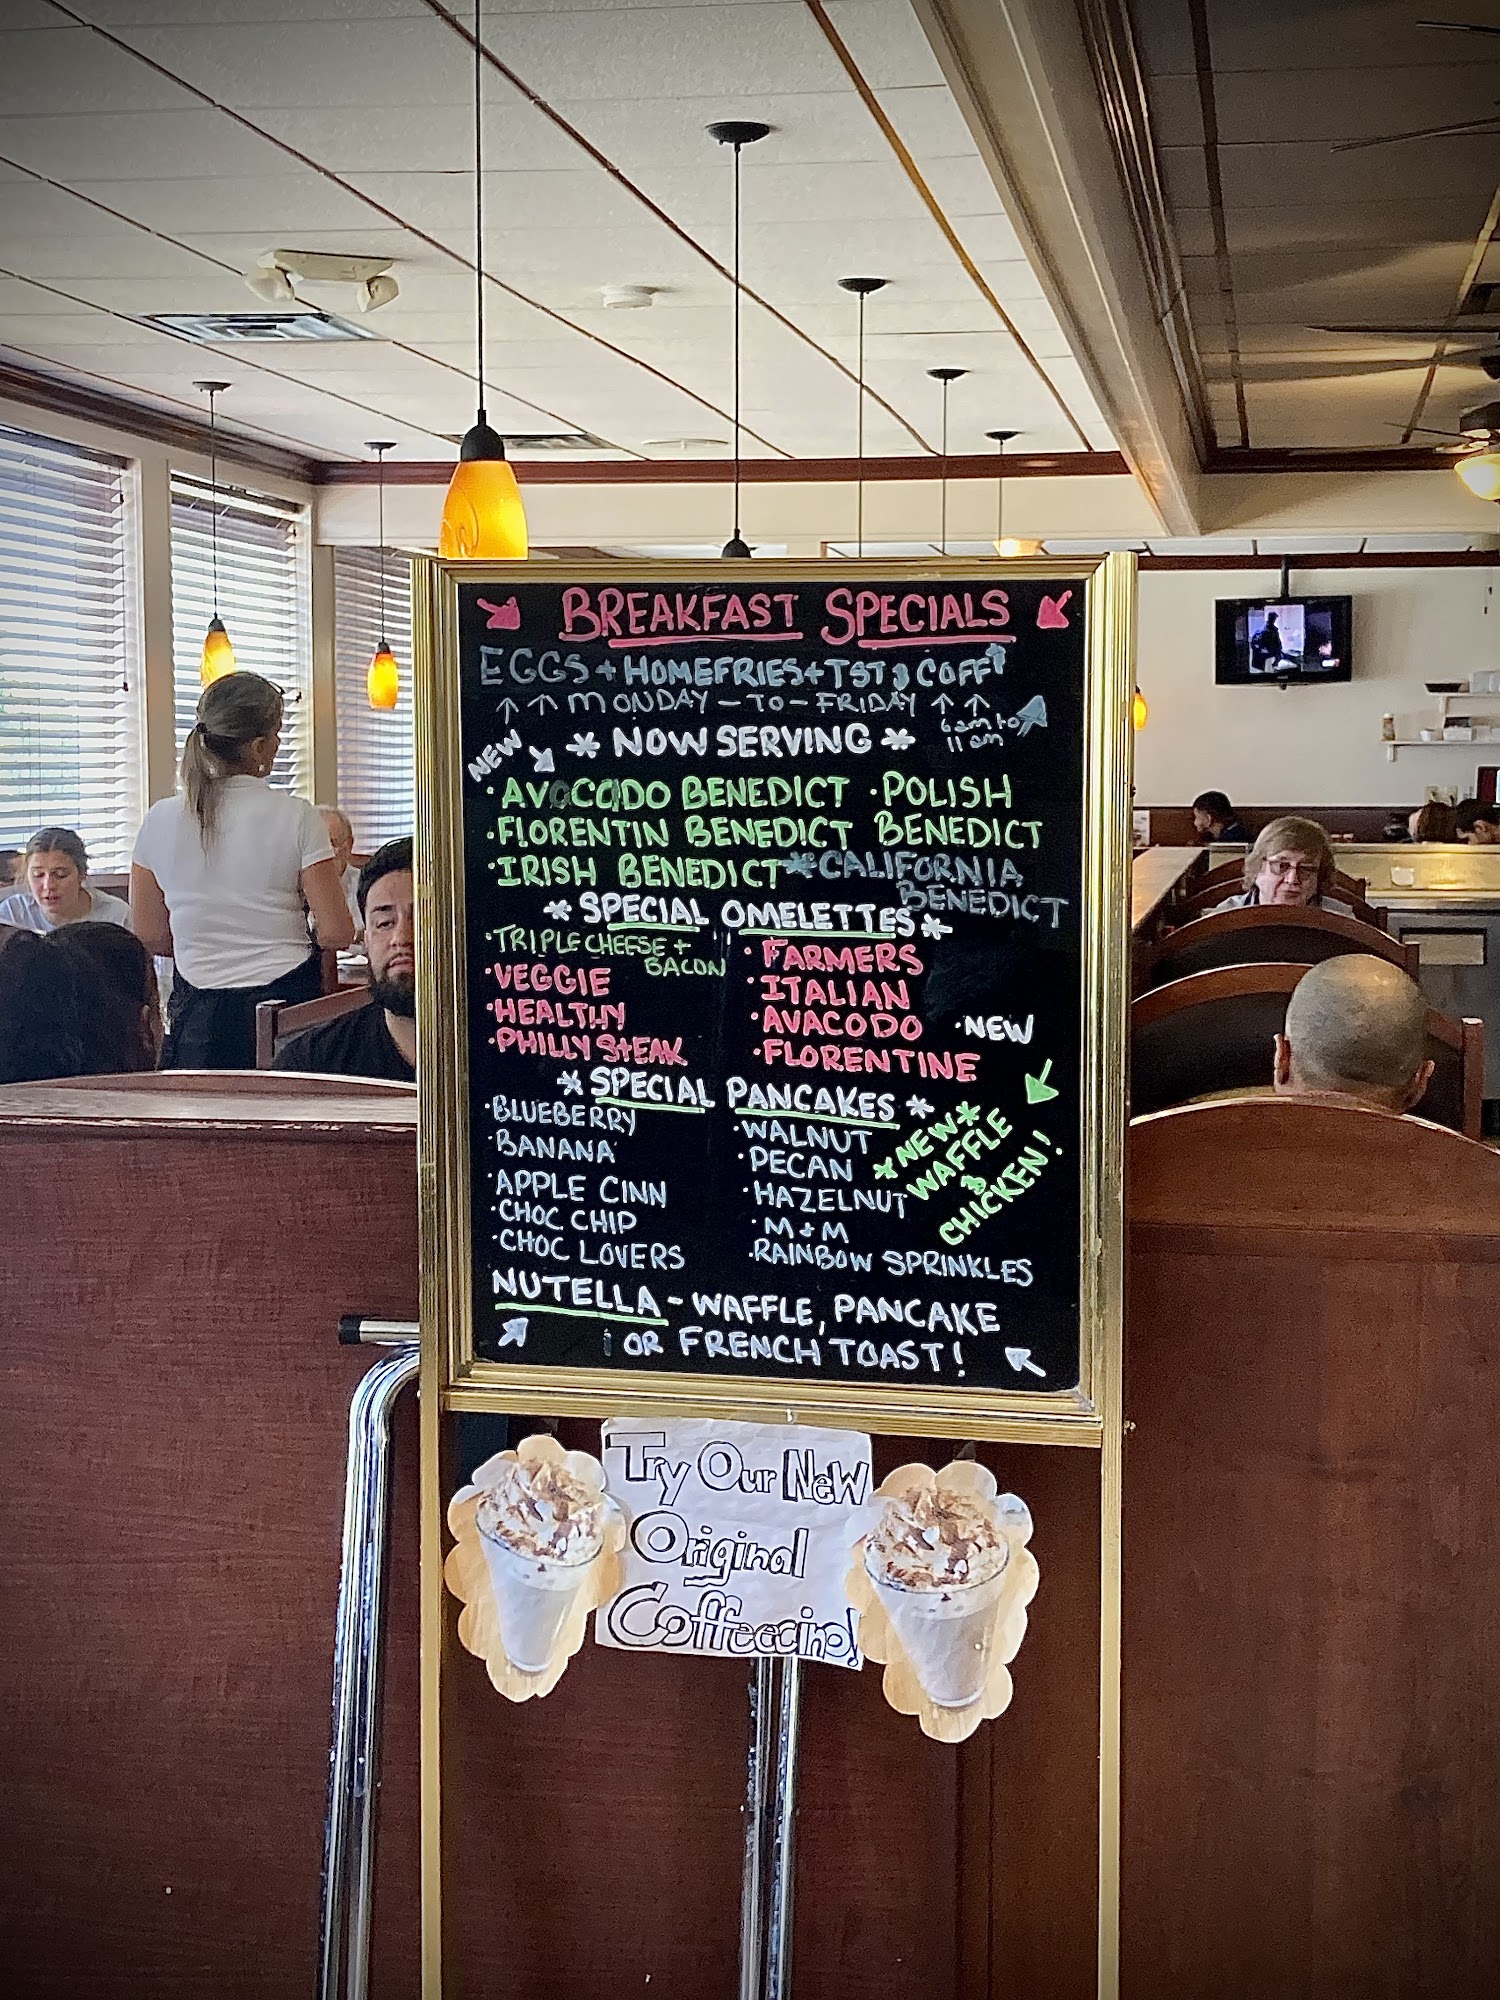 BREAKFAST SPECIALS
EGGS + HOMEFRIES + TST & COFF
MONDAY - TO - FRIDAY
6am to
11 am
NEW
* NOW SERVING *
· AVOCODO BENEDICT
· FLORENTIN BENEDICT
· IRISH BENEDICT
· POLISH
BENEDICT
* CALIFORNIA
BENEDICT
* SPECIAL OMELETTES *
· TRIPLE CHEESE +
BACON
· VEGGIE
· HEALTHY
· PHILLY StEAK
· FARMERS
· ITALIAN
· AVACODO
· FLORENTINE
· NEW
* SPECIAL PANCAKES *
· BLUEBERRY
· BANANA
· APPLE CINN
· CHOC CHIP
· CHOC LOVERS
· WALNUT
· PECAN
· HAZELNUT
· M & M
· RAINBOW SPRINKLES
* NEW *
WAFFLE
&
CHICKEN!
NUTELLA - WAFFLE, PANCAKE
OR FRENCH TOAST!
Try Our NeW
Original
Coffeecino!